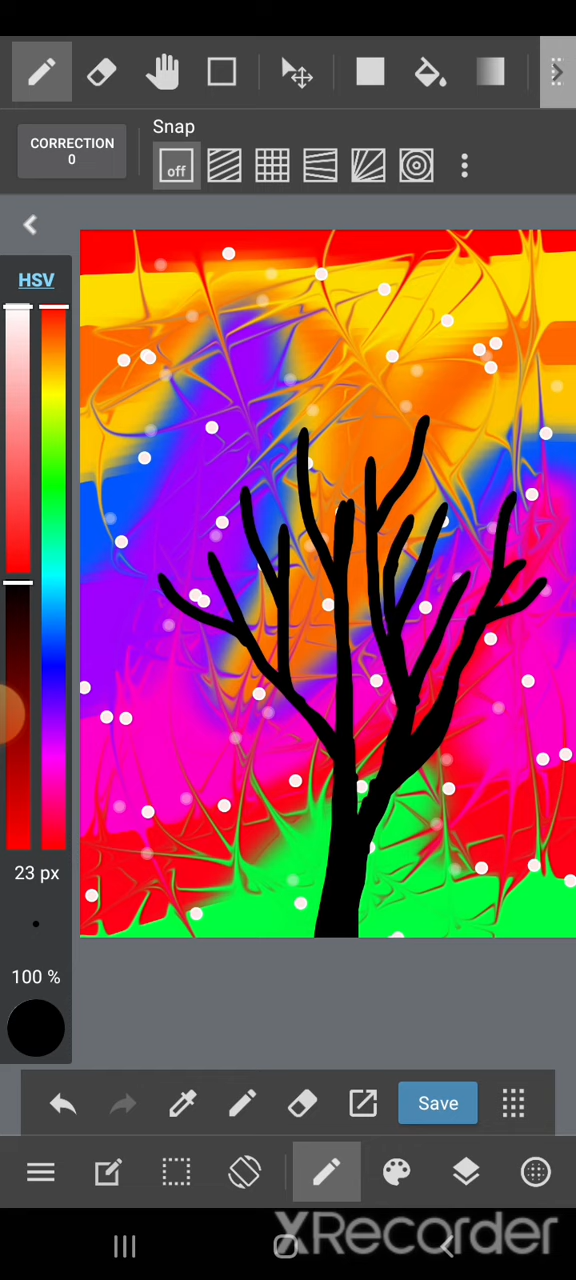 CORRECTION
0
Snap
off
HSV
23 px
100 %
Save
XRecorder